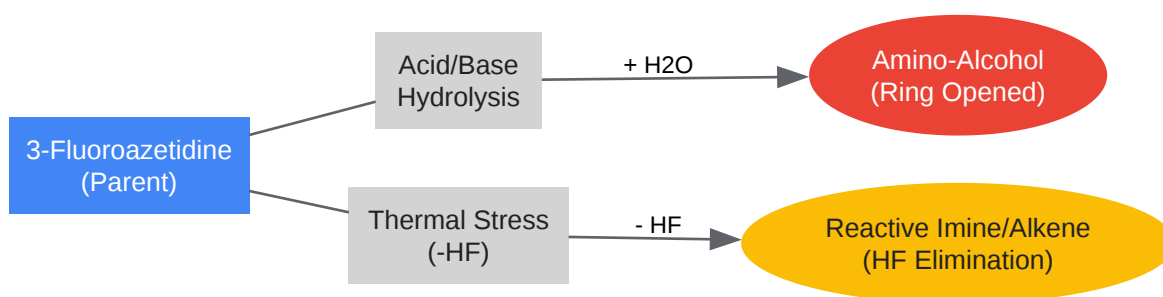 3-Fluoroazetidine
(Parent)
Acid/Base
Hydrolysis
+ H2O
Amino-Alcohol
(Ring Opened)
Thermal Stress
(-HF)
- HF
Reactive Imine/Alkene
(HF Elimination)